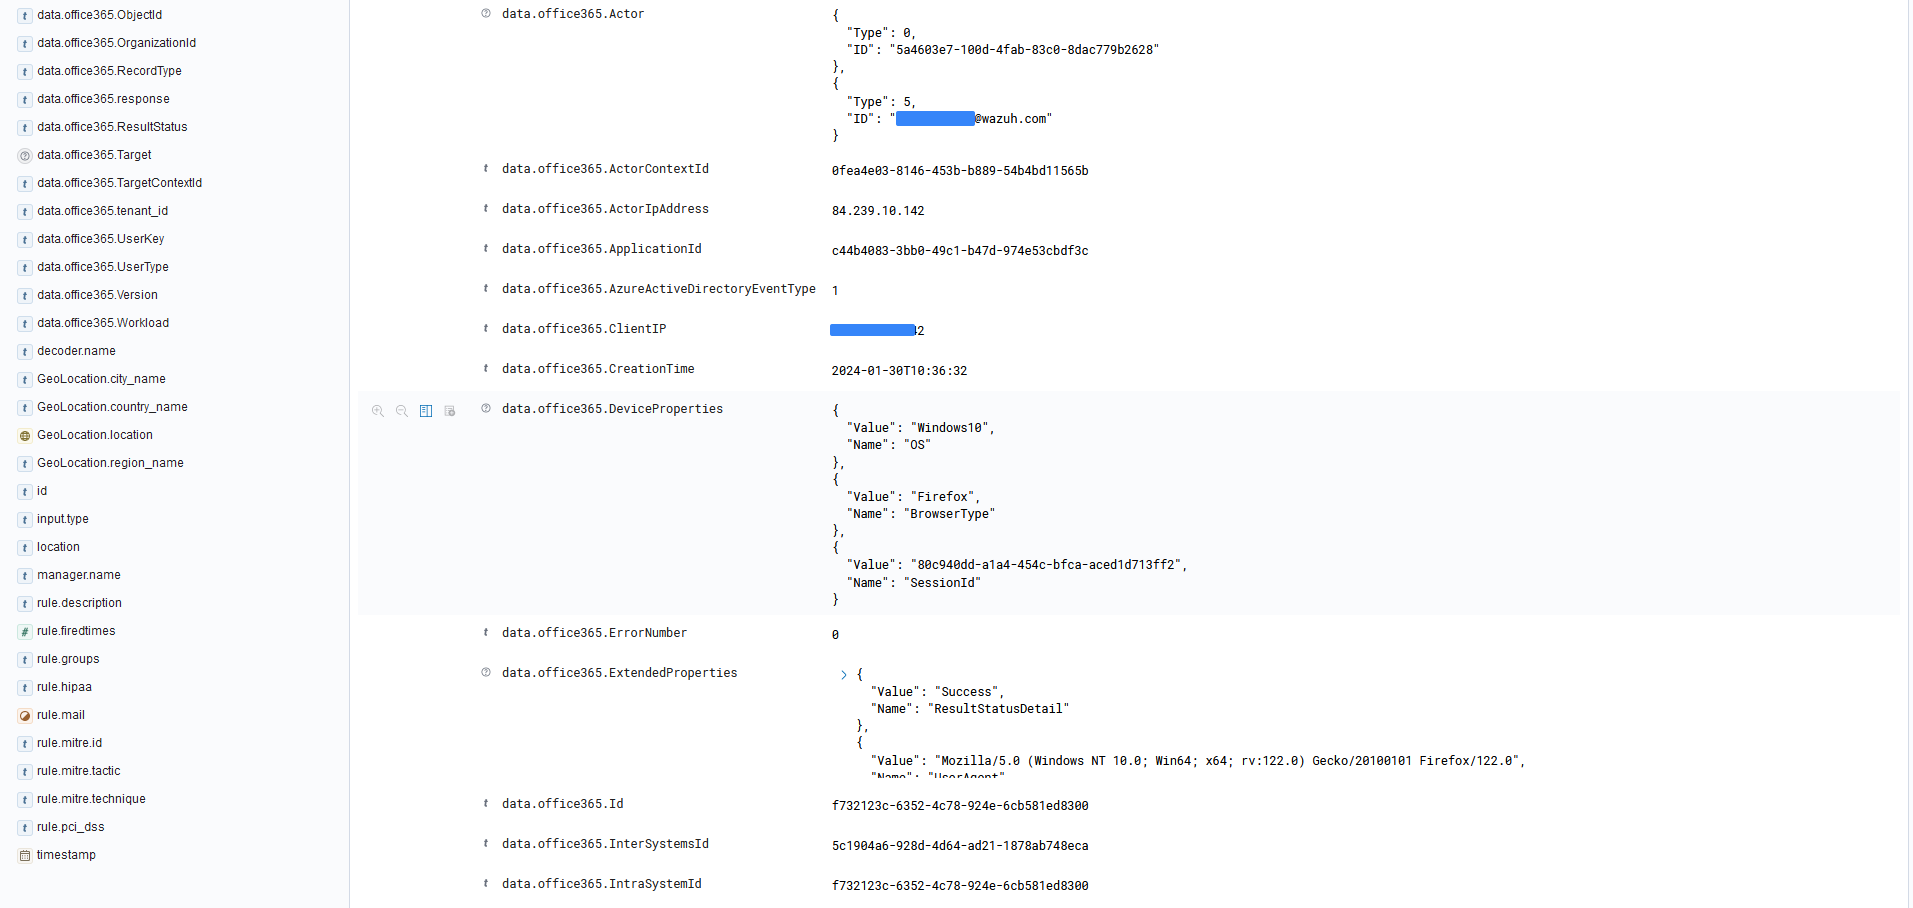 data.office365.ObjectId
data.office365.OrganizationId
data.office365.RecordType
data.office365.response
data.office365.ResultStatus
data.office365.Target
data.office365.TargetContextId
data.office365.tenant_id
data.office365.UserKey
data.office365.UserType
data.office365.Version
data.office365.Workload
decoder.name
GeoLocation.city_name
GeoLocation.country_name
GeoLocation.location
GeoLocation.region_name
id
input.type
location
manager.name
rule.description
rule.firedtimes
rule.groups
rule.hipaa
rule.mail
rule.mitre.id
rule.mitre.tactic
rule.mitre.technique
rule.pci_dss
timestamp
data.office365.Actor
{
"Type": 0,
"ID": "5a4603e7-100d-4fab-83c0-8dac779b2628"
},
{
"Type": 5,
"ID": "@wazuh.com"
}
data.office365.ActorContextId
0fea4e03-8146-453b-b889-54b4bd11565b
data.office365.ActorIpAddress
84.239.10.142
data.office365.ApplicationId
c44b4083-3bb0-49c1-b47d-974e53cbdf3c
data.office365.AzureActiveDirectoryEventType
1
data.office365.ClientIP
2
data.office365.CreationTime
2024-01-30T10:36:32
data.office365.DeviceProperties
{
"Value": "Windows10",
"Name": "OS"
},
{
"Value": "Firefox",
"Name": "BrowserType"
},
{
"Value": "80c940dd-a1a4-454c-bfca-aced1d713ff2",
"Name": "SessionId"
}
data.office365.ErrorNumber
0
data.office365.ExtendedProperties
{
"Value": "Success",
"Name": "ResultStatusDetail"
},
{
"Value": "Mozilla/5.0 (Windows NT 10.0; Win64; x64; rv:122.0) Gecko/20100101 Firefox/122.0",
"Name": "UserAgent"
data.office365.Id
f732123c-6352-4c78-924e-6cb581ed8300
data.office365.InterSystemsId
5c1904a6-928d-4d64-ad21-1878ab748eca
data.office365.IntraSystemId
f732123c-6352-4c78-924e-6cb581ed8300